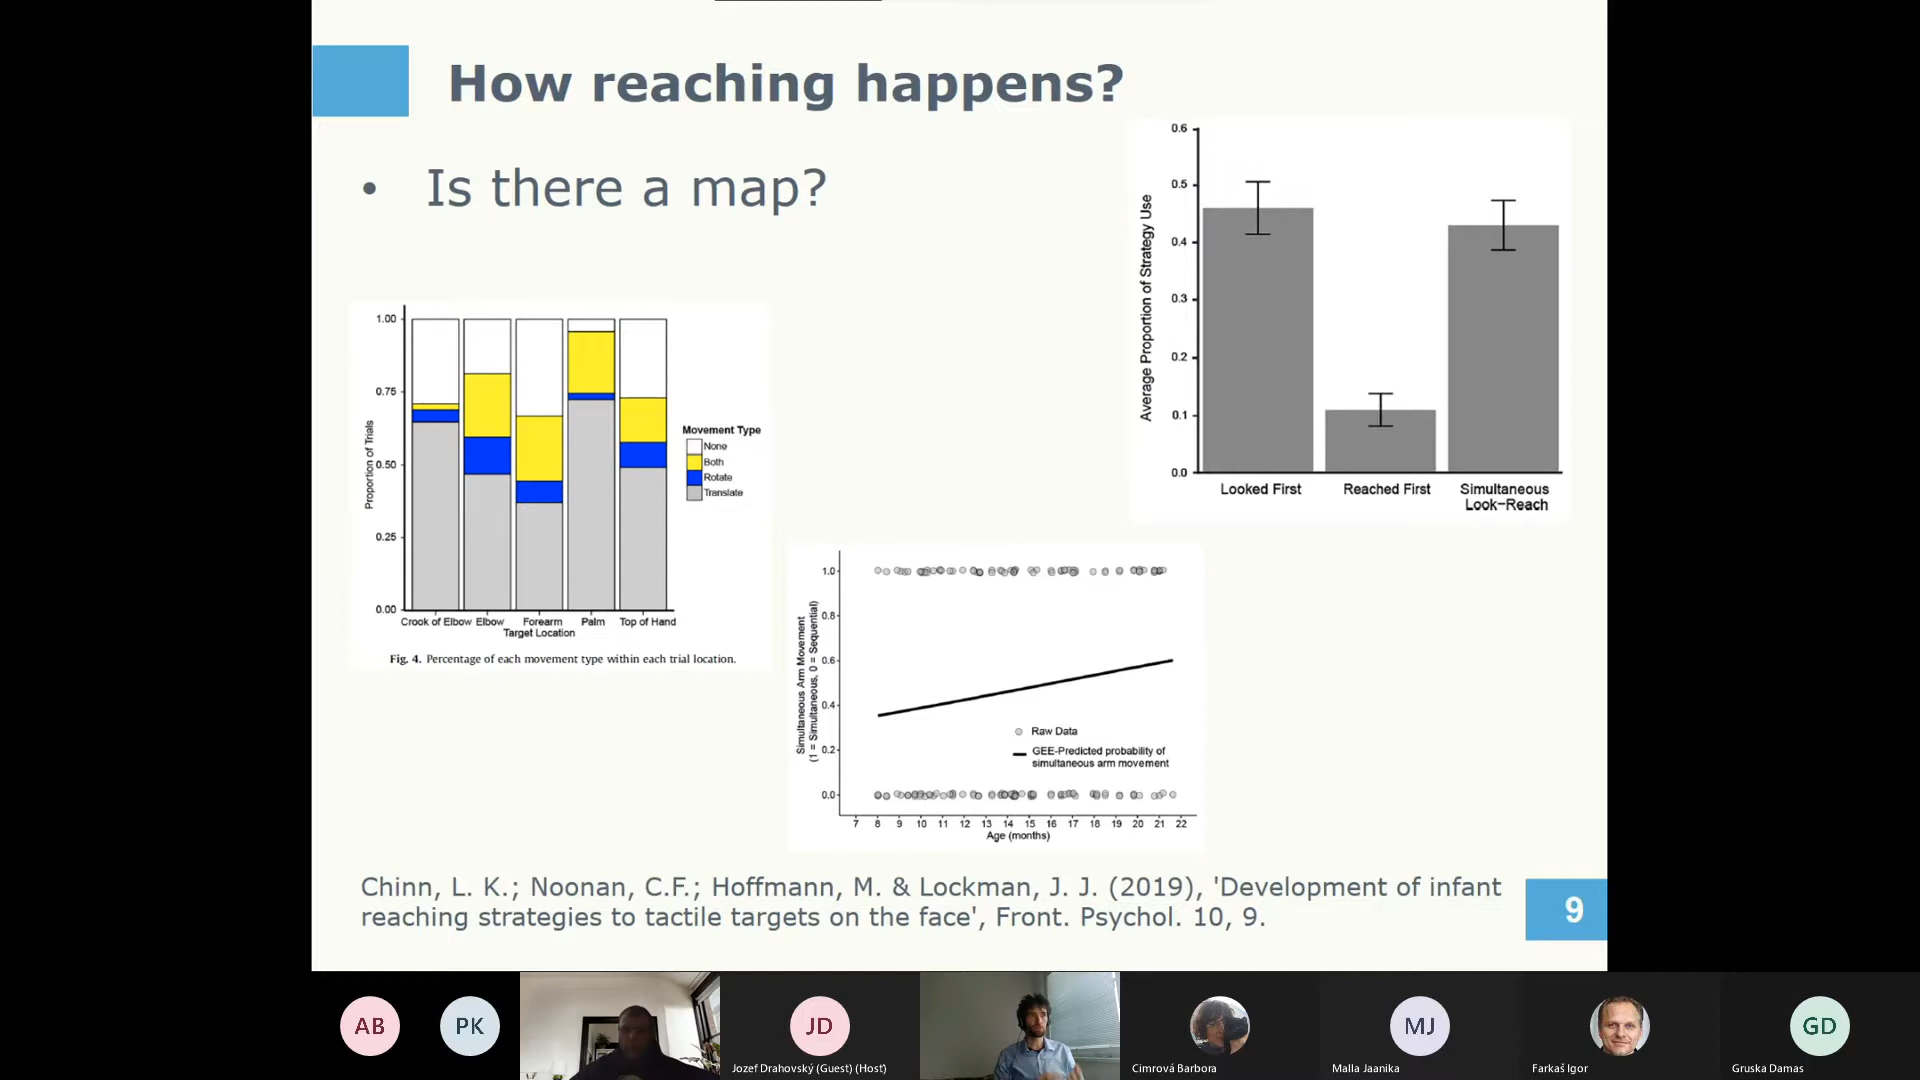 How reaching happens?
• Is there a map?
0.6
0.5
0.4
0.3
0.2
0.1
0.0
Average Proportion of Strategy Use
Looked First
Reached First
Simultaneous
Look−Reach
1.00
0.75
0.50
0.25
0.00
Proportion of Trials
Crook of Elbow Elbow Forearm Palm Top of Hand
Target Location
Movement Type
None
Both
Rotate
Translate
Fig. 4. Percentage of each movement type within each trial location.
1.0
0.8
0.6
0.4
0.2
0.0
Simultaneous Arm Movement
(1 = Simultaneous, 0 = Sequential)
Raw Data
GEE-Predicted probability of
simultaneous arm movement
7 8 9 10 11 12 13 14 15 16 17 18 19 20 21 22
Age (months)
Chinn, L. K.; Noonan, C.F.; Hoffmann, M. & Lockman, J. J. (2019), 'Development of infant
reaching strategies to tactile targets on the face', Front. Psychol. 10, 9.
9
AB
PK
JD
Jozef Drahovský (Guest) (Host)
Cimrová Barbora
MJ
Malla Jaanika
Farkaš Igor
GD
Gruska Damas